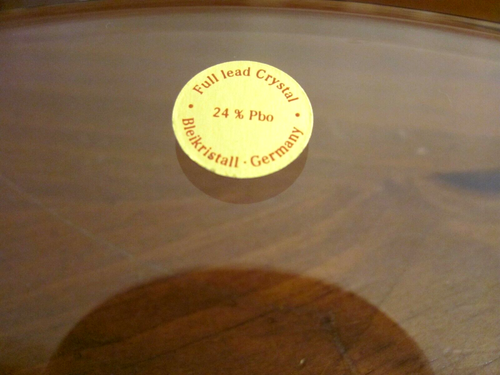 Full lead Crystal
24 % Pbo
Bleikristall · Germany